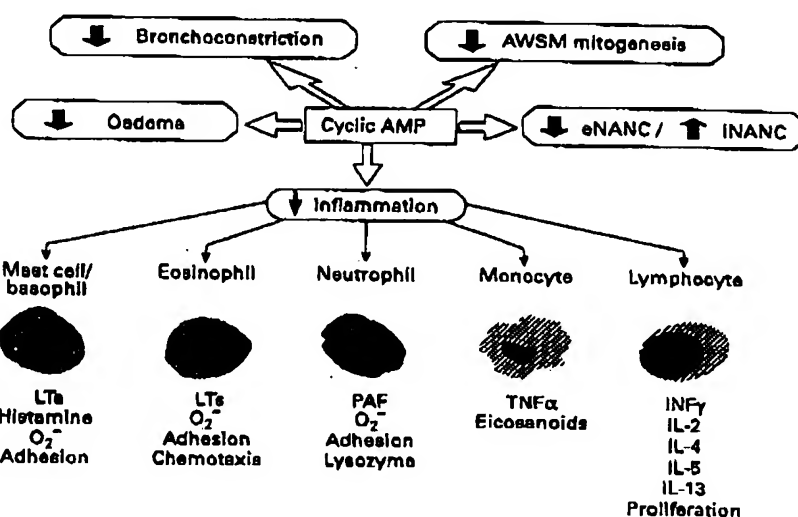 ⬇ Bronchoconstriction
⬇ AWSM mitogenesis
⬇ Oedema
Cyclic AMP
⬇ eNANC / ⬆ iNANC
↓ Inflammation
Mast cell/
basophil
Eosinophil
Neutrophil
Monocyte
Lymphocyte
LTs
Histamine
O₂⁻
Adhesion
LTs
O₂⁻
Adhesion
Chemotaxis
PAF
O₂⁻
Adhesion
Lysozyme
TNFα
Eicosanoids
INFγ
IL-2
IL-4
IL-5
IL-13
Proliferation